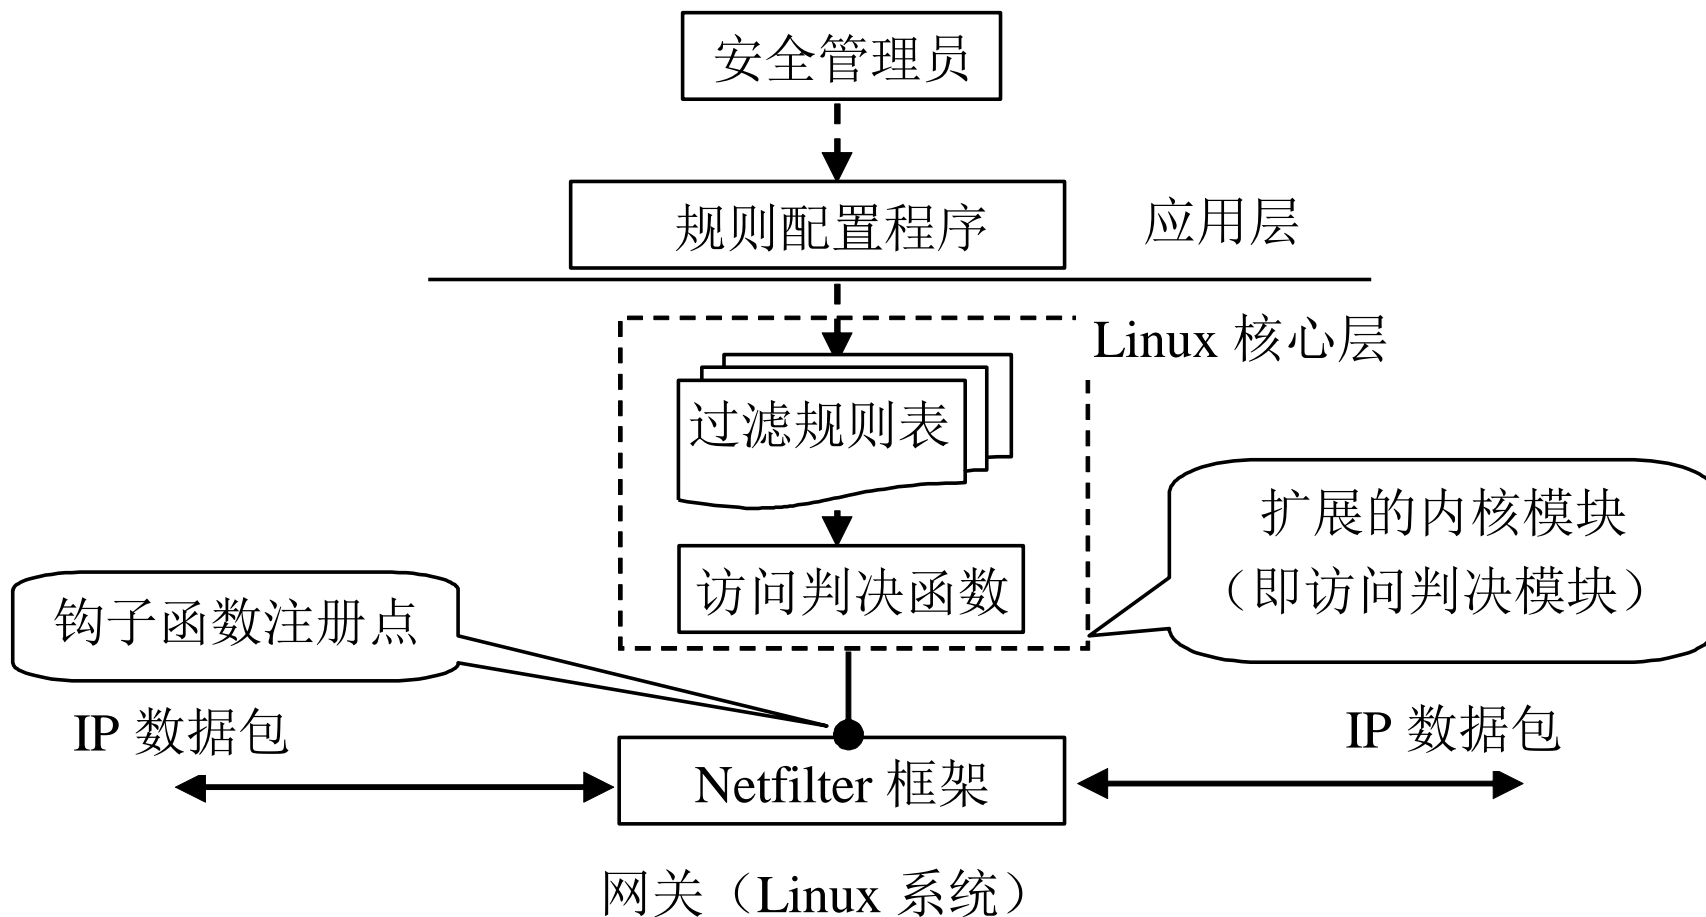 安全管理员
规则配置程序
应用层
Linux 核心层
过滤规则表
扩展的内核模块
（即访问判决模块）
访问判决函数
钩子函数注册点
IP 数据包
IP 数据包
Netfilter 框架
网关（Linux 系统）